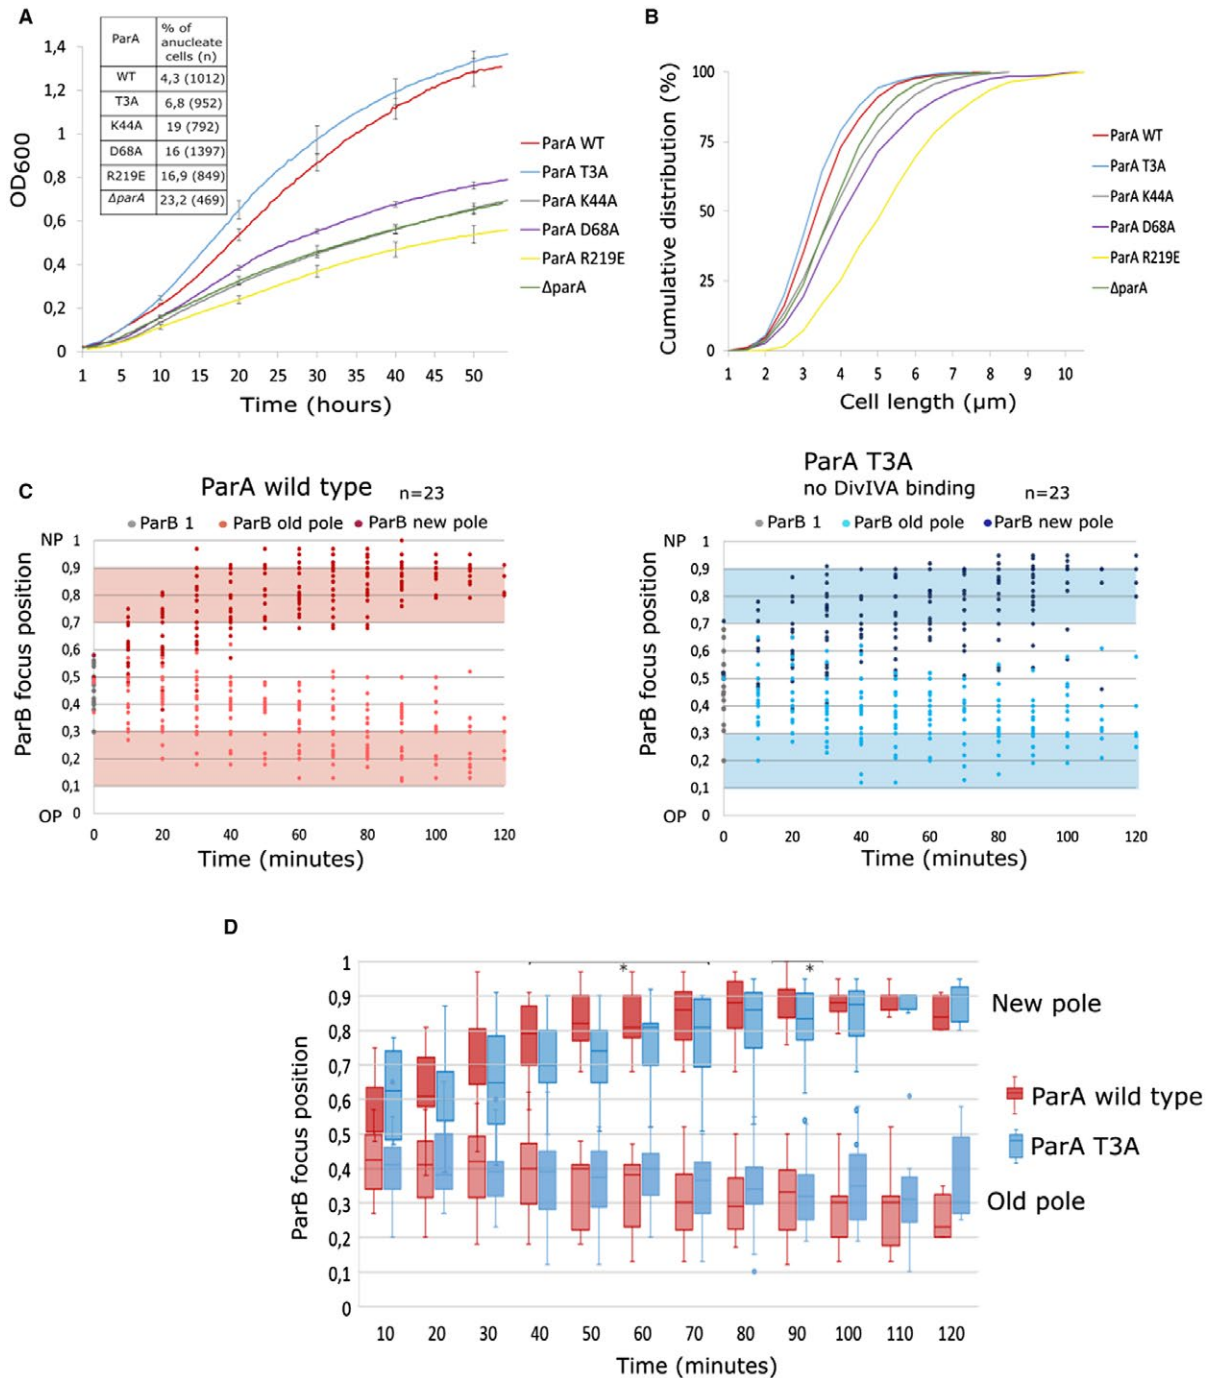 A
ParA
% of
anucleate
cells (n)
WT
4,3 (1012)
T3A
6,8 (952)
K44A
19 (792)
D68A
16 (1397)
R219E
16,9 (849)
ΔparA
23,2 (469)
OD600
1,4
1,2
1
0,8
0,6
0,4
0,2
0
1 5 10 15 20 25 30 35 40 45 50
Time (hours)
ParA WT
ParA T3A
ParA K44A
ParA D68A
ParA R219E
ΔparA
B
Cumulative distribution (%)
100
75
50
25
0
1 2 3 4 5 6 7 8 9 10
Cell length (µm)
ParA WT
ParA T3A
ParA K44A
ParA D68A
ParA R219E
ΔparA
C
ParA wild type n=23
ParB 1 ParB old pole ParB new pole
ParB focus position
NP 1
0,9
0,8
0,7
0,6
0,5
0,4
0,3
0,2
0,1
OP 0
0 20 40 60 80 100 120
Time (minutes)
ParA T3A
no DivIVA binding n=23
ParB 1 ParB old pole ParB new pole
ParB focus position
NP 1
0,9
0,8
0,7
0,6
0,5
0,4
0,3
0,2
0,1
OP 0
0 20 40 60 80 100 120
Time (minutes)
D
ParB focus position
1
0,9
0,8
0,7
0,6
0,5
0,4
0,3
0,2
0,1
0
* *
10 20 30 40 50 60 70 80 90 100 110 120
Time (minutes)
New pole
ParA wild type
ParA T3A
Old pole